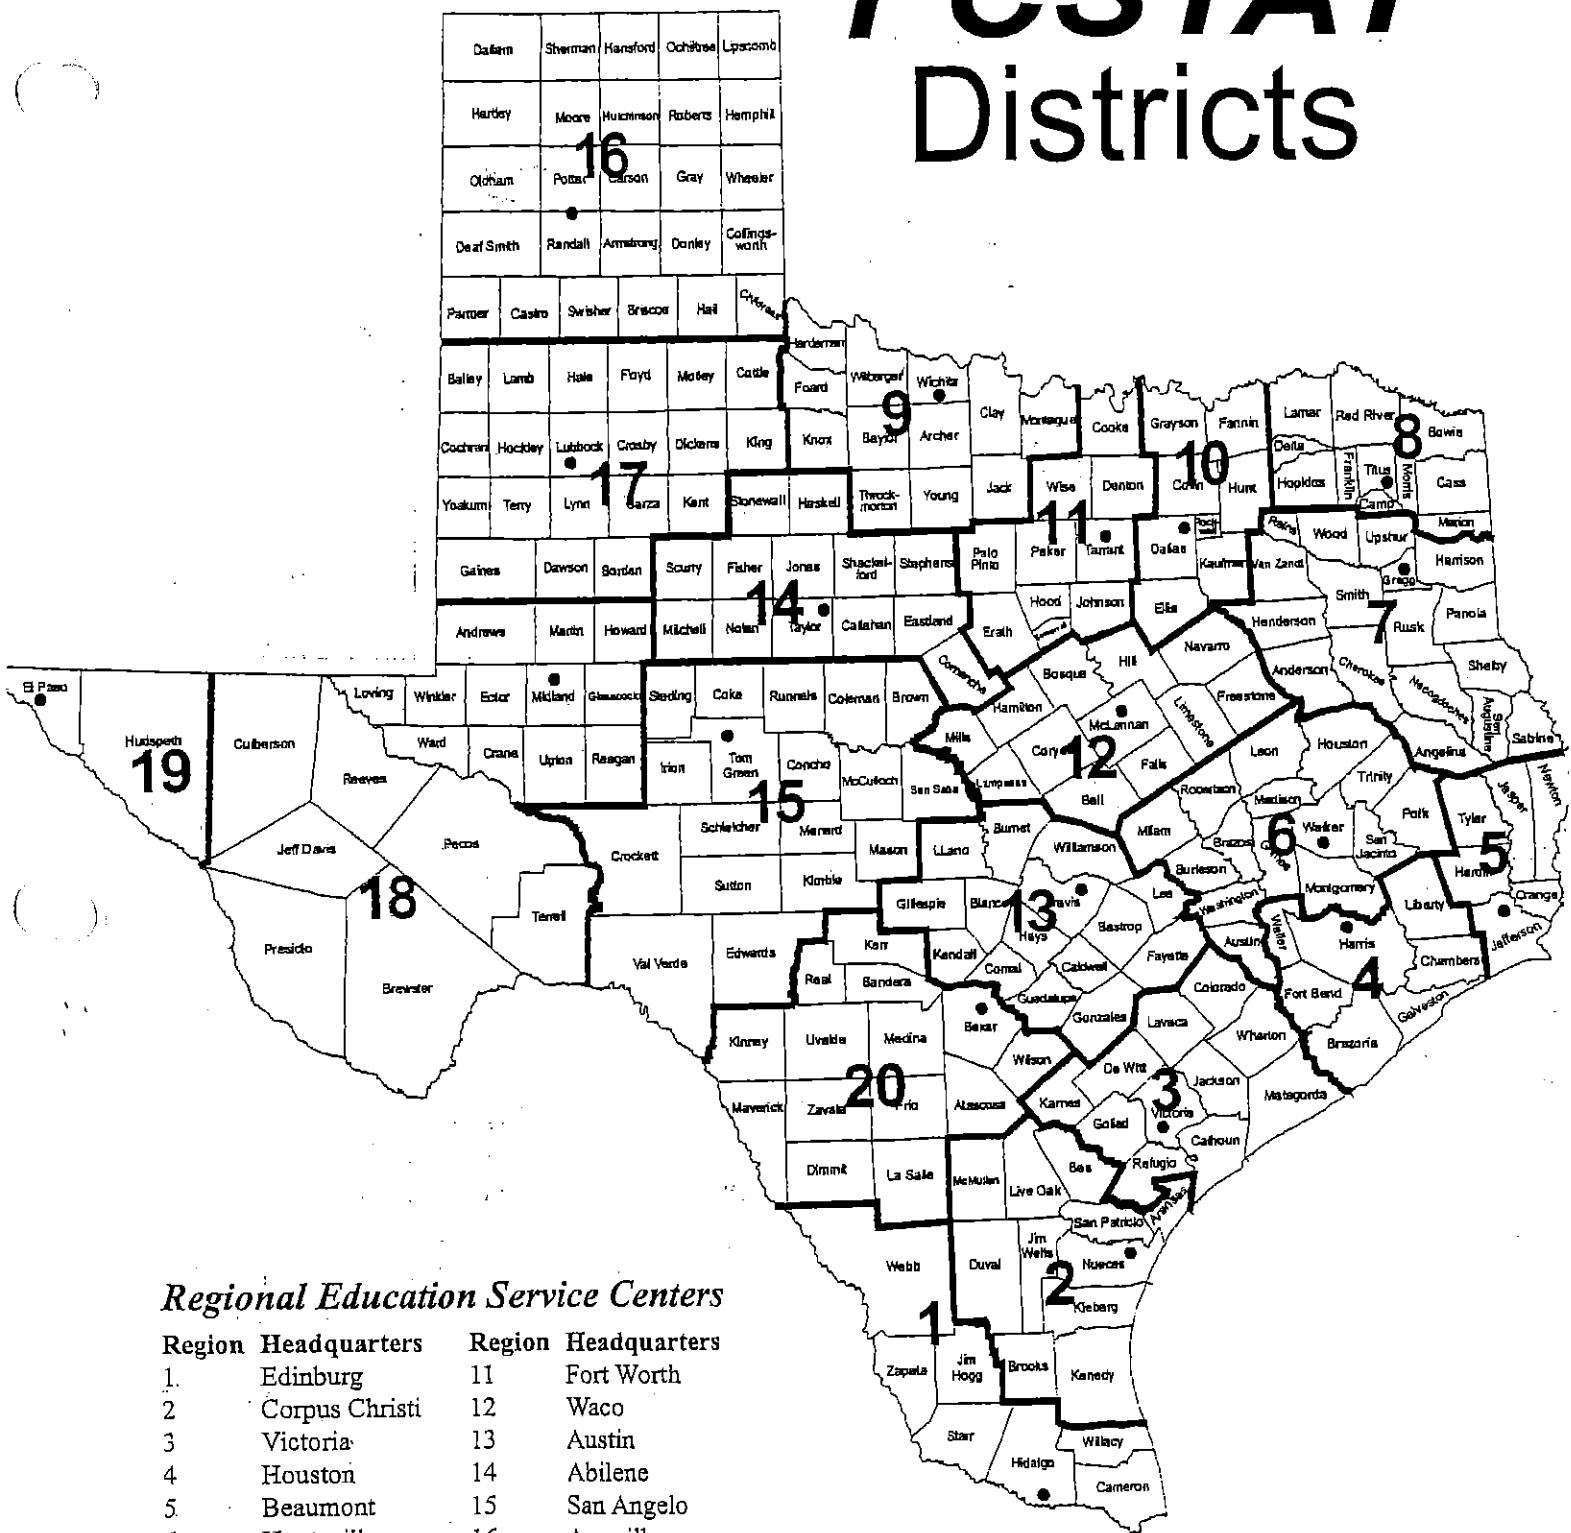 Districts
Dallam Sherman Hansford Ochiltree Lipscomb
Hartley Moore Hutchinson Roberts Hemphill
16
Oldham Potter Carson Gray Wheeler
Deaf Smith Randall Armstrong Donley Collings-
worth
Parmer Castro Swisher Briscoe Hall Childress
Hardeman
Bailey Lamb Hale Floyd Motley Cottle Foard Wilbarger Wichita
9
Clay Montague Cooke Grayson Fannin Lamar Red River
8
Bowie
Cochran Hockley Lubbock Crosby Dickens King Knox Baylor Archer
Delta
10
17
Wise Denton Collin Hunt Hopkins Franklin Titus Morris Cass
Camp
Yoakum Terry Lynn Garza Kent Stonewall Haskell Throck-
morton Young Jack
11
Rains Wood Upshur Marion
Gaines Dawson Borden Scurry Fisher Jones Shackel-
ford Stephens Palo
Pinto Parker Tarrant Dallas Rock-
wall Kaufman Van Zandt Gregg Harrison
14
Hood Johnson Ellis Smith
7
Rusk Panola
Andrews Martin Howard Mitchell Nolan Taylor Callahan Eastland Erath Henderson
Somervell
Comanche Bosque Hill Navarro Anderson Cherokee Nacogdoches Shelby
El Paso Loving Winkler Ector Midland Glasscock Sterling Coke Runnels Coleman Brown
Hamilton McLennan Limestone Freestone San
Augustine Sabine
Hudspeth
19
Culberson Reeves Ward Crane Upton Reagan Irion Tom
Green Concho McCulloch San Saba Mills Lampasas Coryell
12
Falls Bell Leon Houston Trinity Angelina
15
Jasper Newton
Robertson Madison Polk Tyler
6
Walker San
Jacinto
5
Hardin Orange
Jeff Davis Pecos Crockett Schleicher Menard Mason LLano Burnet Williamson Milam Brazos Grimes
Sutton Kimble Burleson Montgomery Liberty
18
Terrell Gillespie Blanco
13
Travis Lee Washington Jefferson
Presidio Brewster Val Verde Edwards Kerr Kendall Hays Bastrop Austin Waller Harris
4
Chambers
Real Bandera Comal Caldwell Fayette Colorado Fort Bend Galveston
Guadalupe
Kinney Uvalde Medina Bexar Gonzales Lavaca Wharton Brazoria
Wilson
20
De Witt
3
Jackson Matagorda
Maverick Zavala Frio Atascosa Karnes Goliad Victoria
Calhoun
Dimmit La Salle McMullen Live Oak Bee Refugio
San Patricio Aransas
Webb Duval Jim
Wells Nueces
2
Kleberg
1
Zapata Jim
Hogg Brooks Kenedy
Starr Hidalgo Willacy
Cameron
Regional Education Service Centers
Region Headquarters Region Headquarters
1. Edinburg 11 Fort Worth
2 Corpus Christi 12 Waco
3 Victoria 13 Austin
4 Houston 14 Abilene
5. Beaumont 15 San Angelo